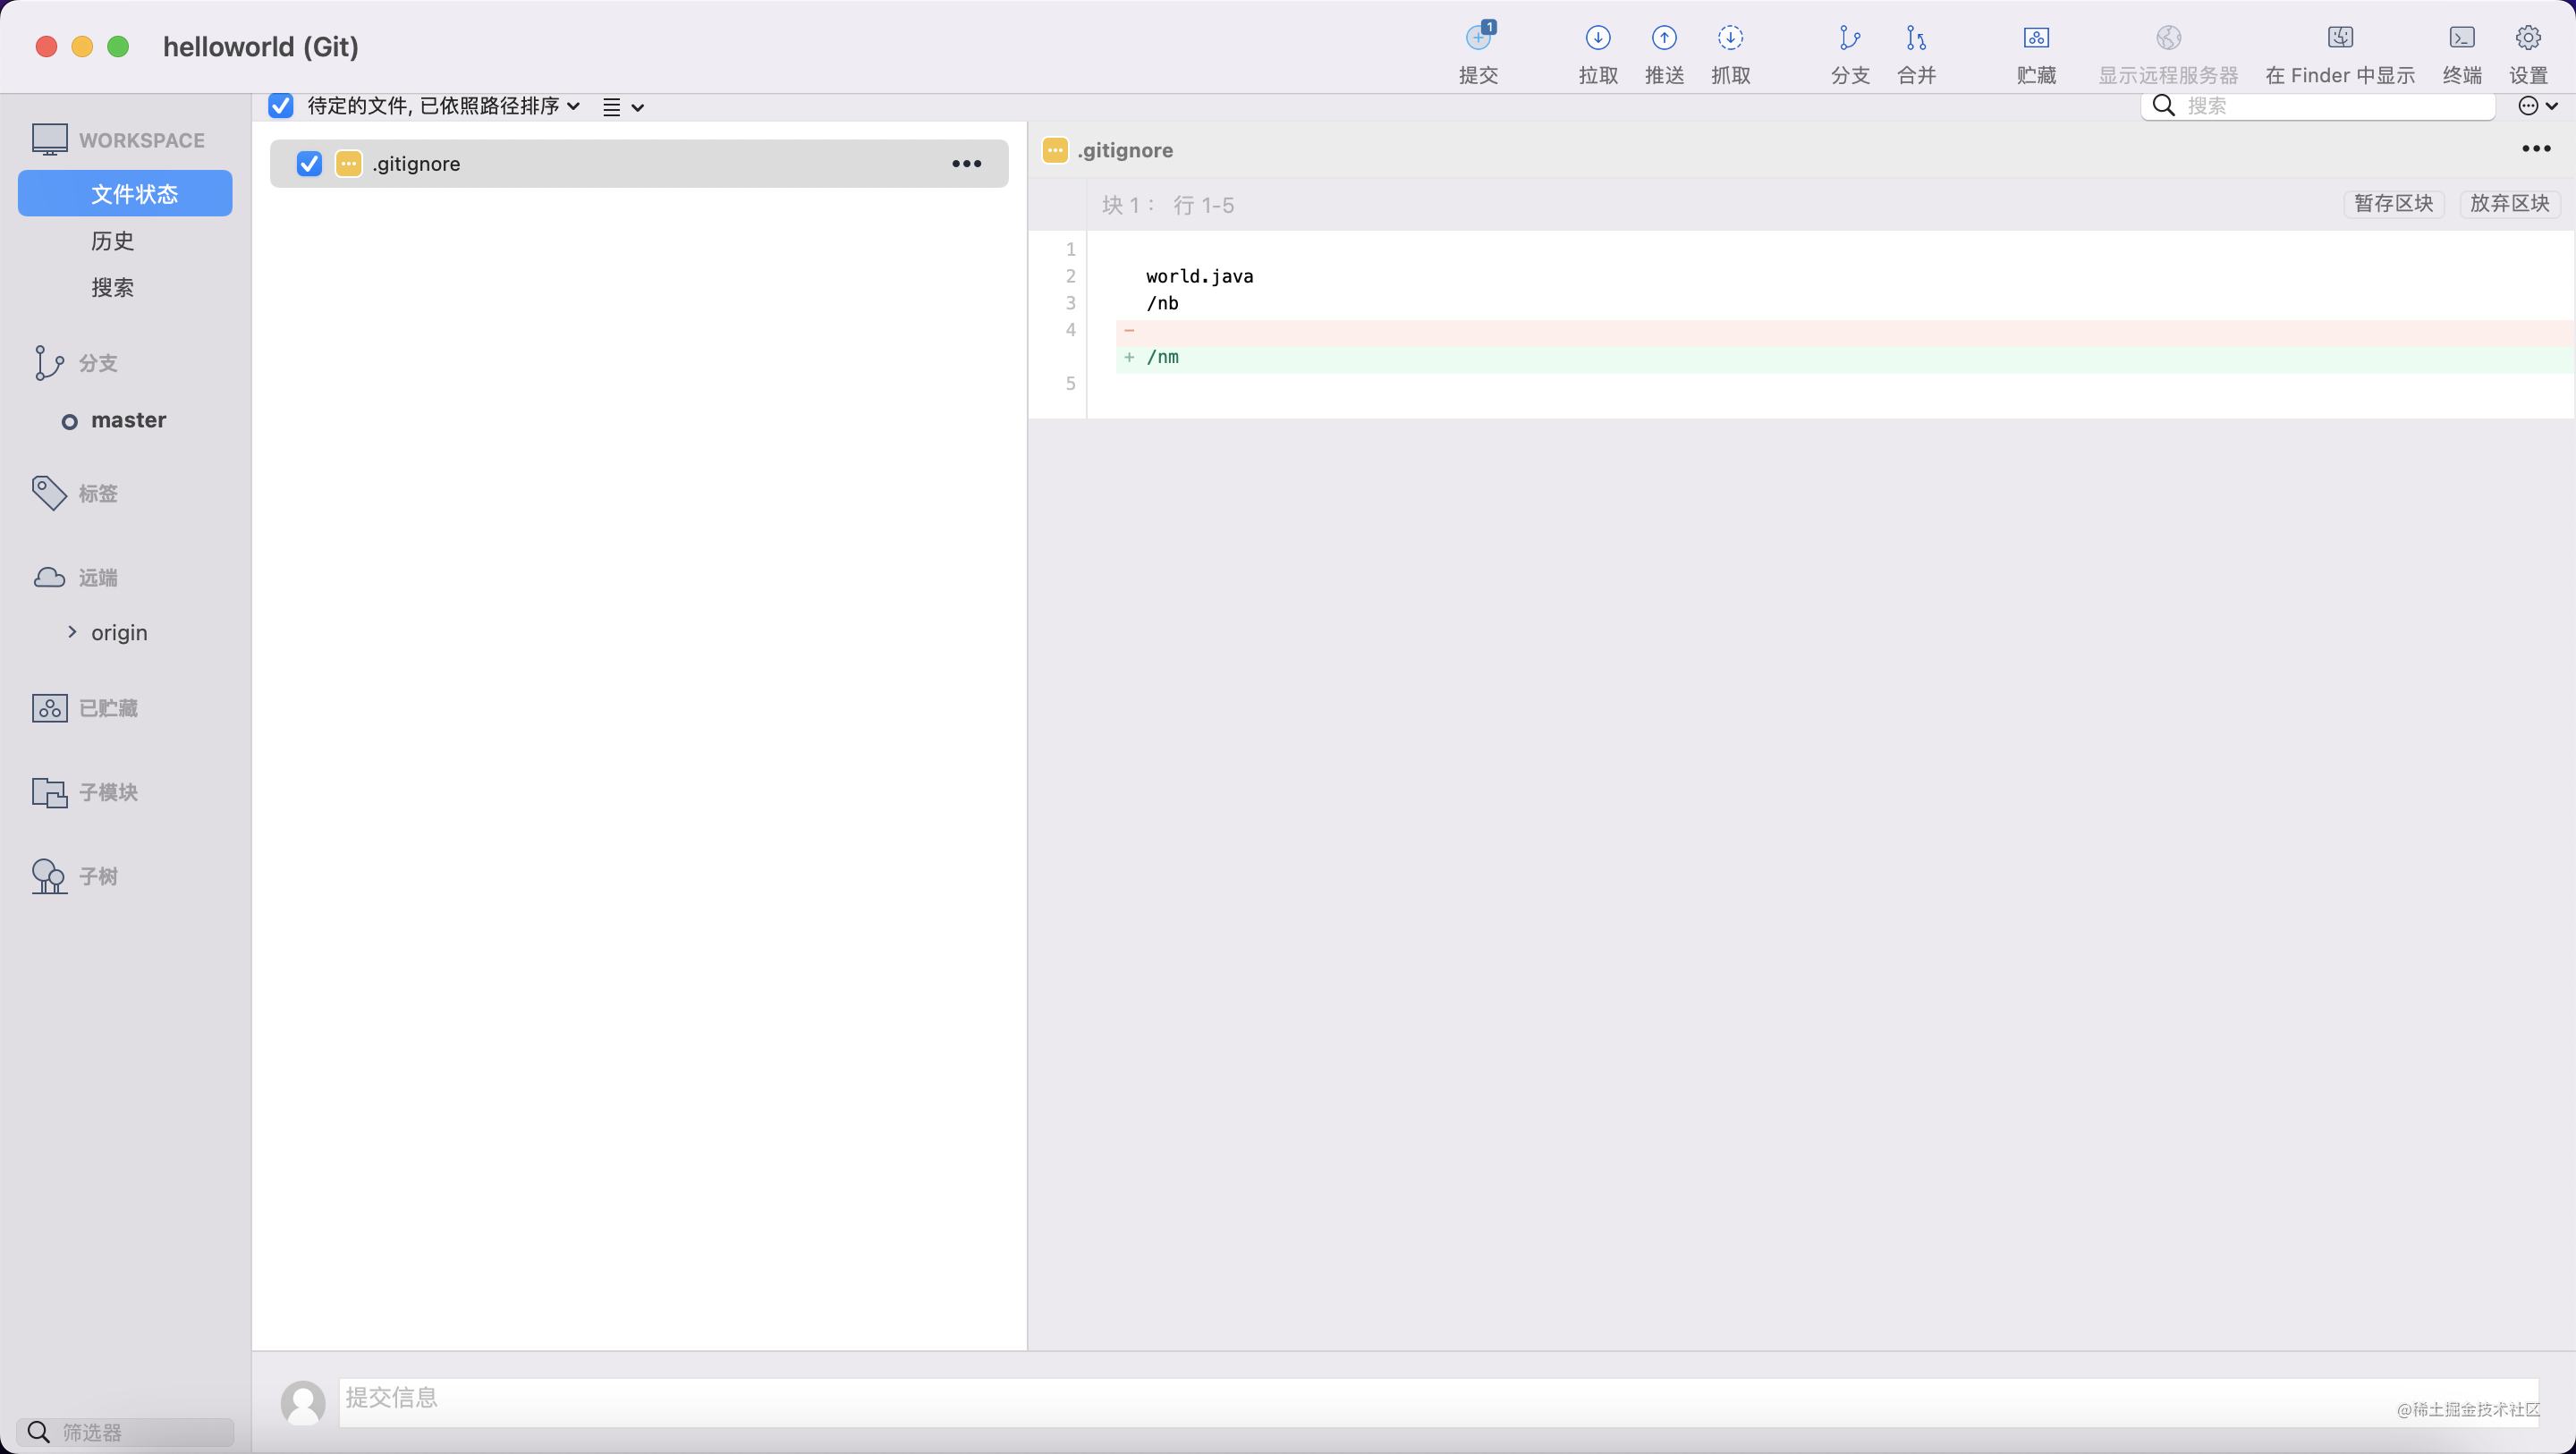 helloworld (Git)
1
提交
拉取
推送
抓取
分支
合并
贮藏
显示远程服务器
在 Finder 中显示
终端
设置
待定的文件, 已依照路径排序
搜索
WORKSPACE
文件状态
历史
搜索
分支
master
标签
远端
origin
已贮藏
子模块
子树
筛选器
.gitignore
.gitignore
块 1： 行 1-5
暂存区块
放弃区块
1
2 world.java
3 /nb
4 -
+ /nm
5
提交信息
@稀土掘金技术社区